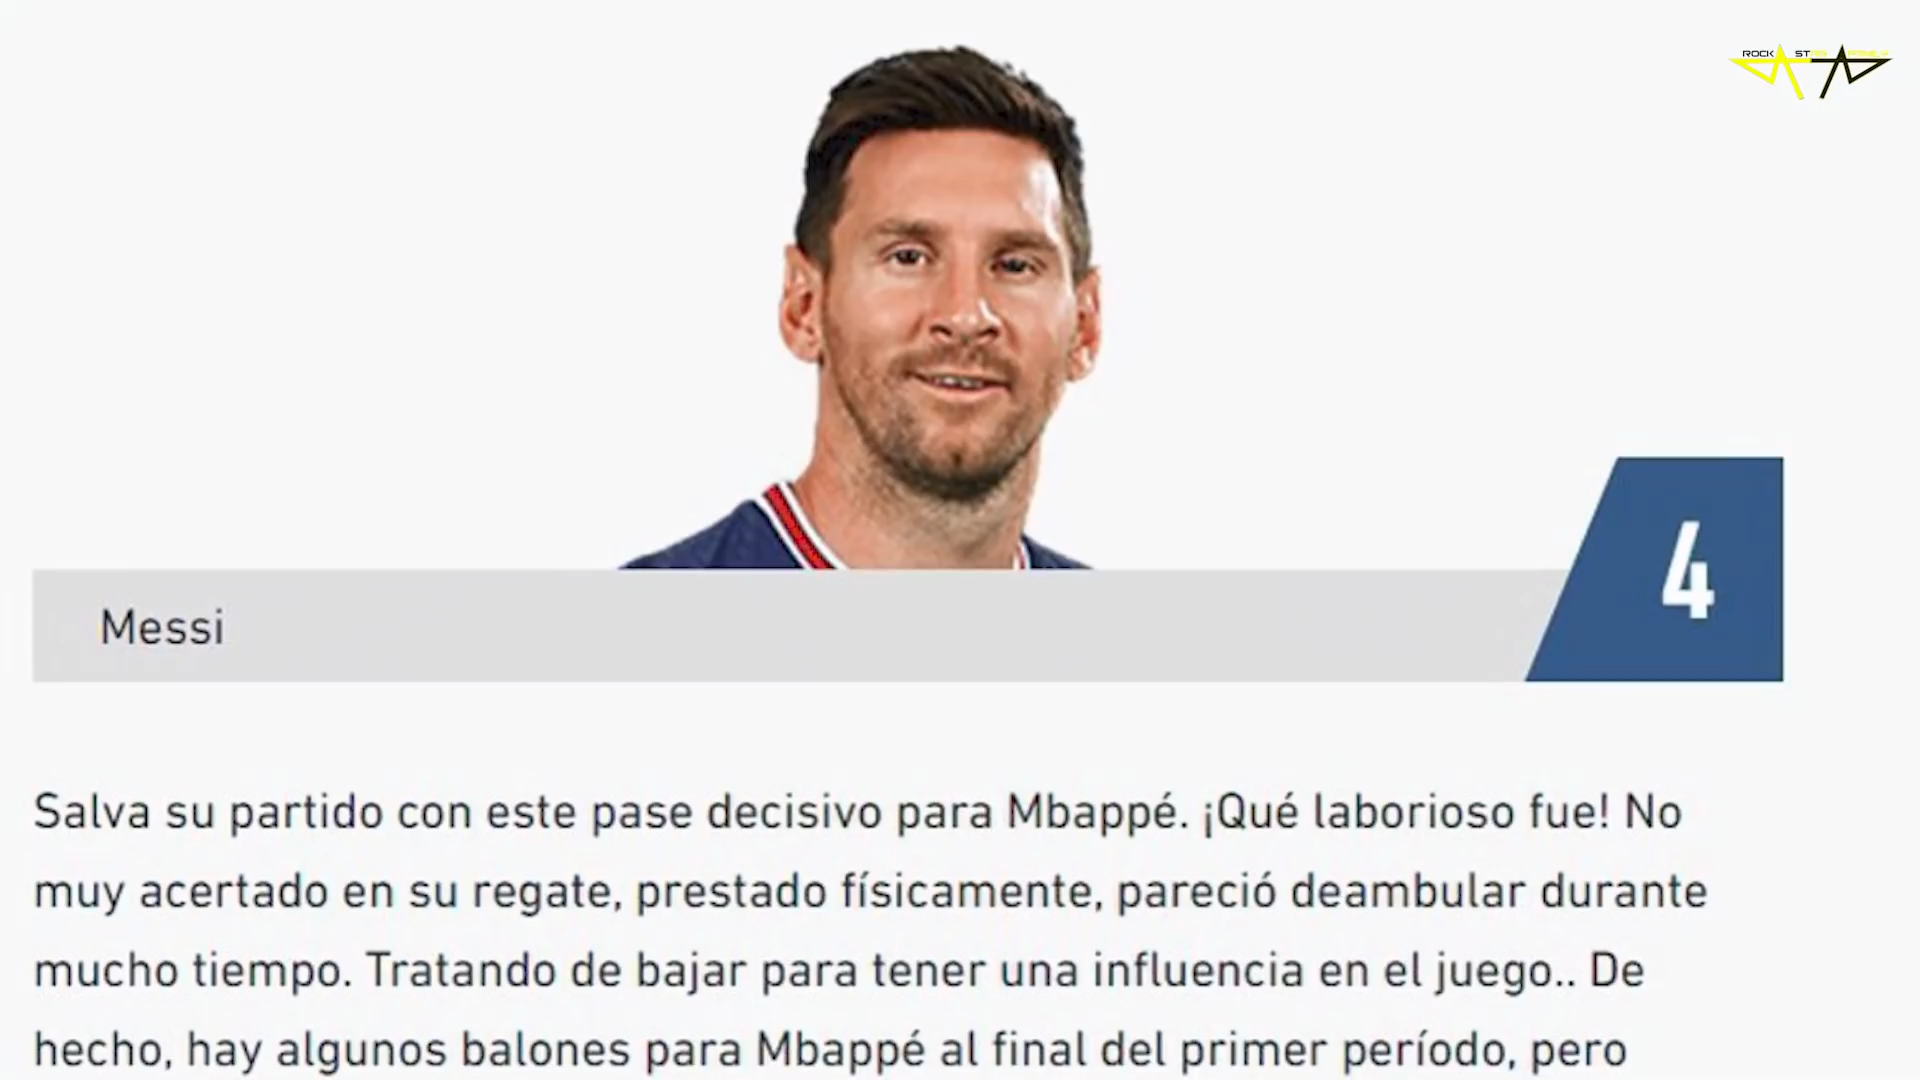 ROCK ST
4
Messi
Salva su partido con este pase decisivo para Mbappé. ¡Qué laborioso fue! No
muy acertado en su regate, prestado físicamente, pareció deambular durante
mucho tiempo. Tratando de bajar para tener una influencia en el juego.. De
hecho, hay algunos balones para Mbappé al final del primer período, pero